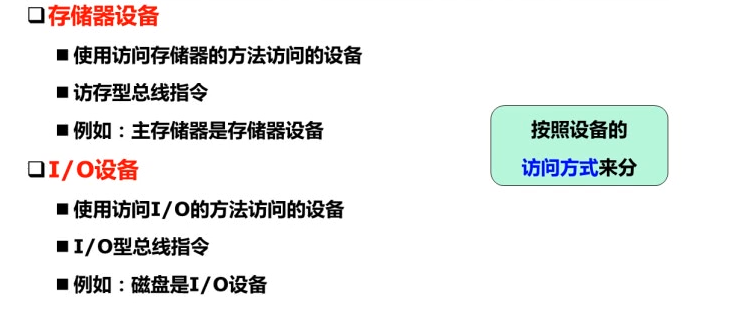 ❑存储器设备
■ 使用访问存储器的方法访问的设备
■ 访存型总线指令
■ 例如：主存储器是存储器设备
❑I/O设备
■ 使用访问I/O的方法访问的设备
■ I/O型总线指令
■ 例如：磁盘是I/O设备
按照设备的
访问方式来分